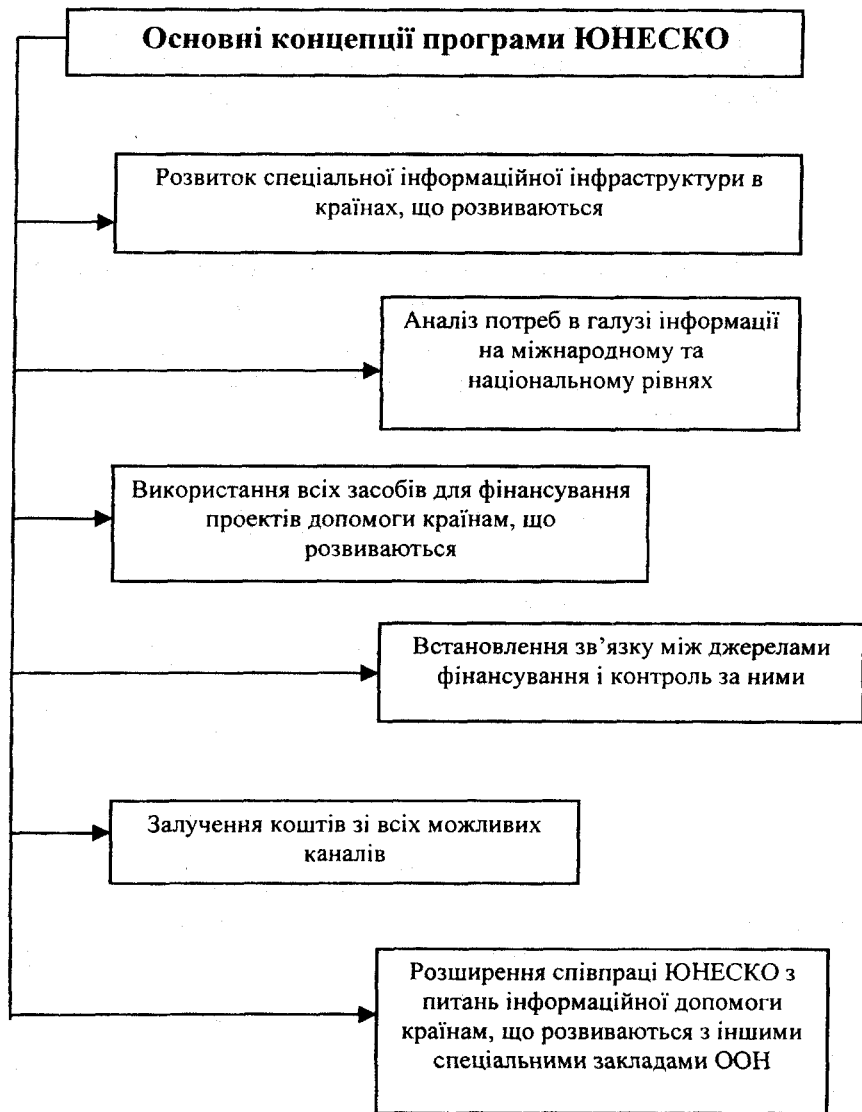 Основні концепції програми ЮНЕСКО
Розвиток спеціальної інформаційної інфраструктури в
країнах, що розвиваються
Аналіз потреб в галузі інформації
на міжнародному та
національному рівнях
Використання всіх засобів для фінансування
проектів допомоги країнам, що
розвиваються
Встановлення зв’язку між джерелами
фінансування і контроль за ними
Залучення коштів зі всіх можливих
каналів
Розширення співпраці ЮНЕСКО з
питань інформаційної допомоги
країнам, що розвиваються з іншими
спеціальними закладами ООН